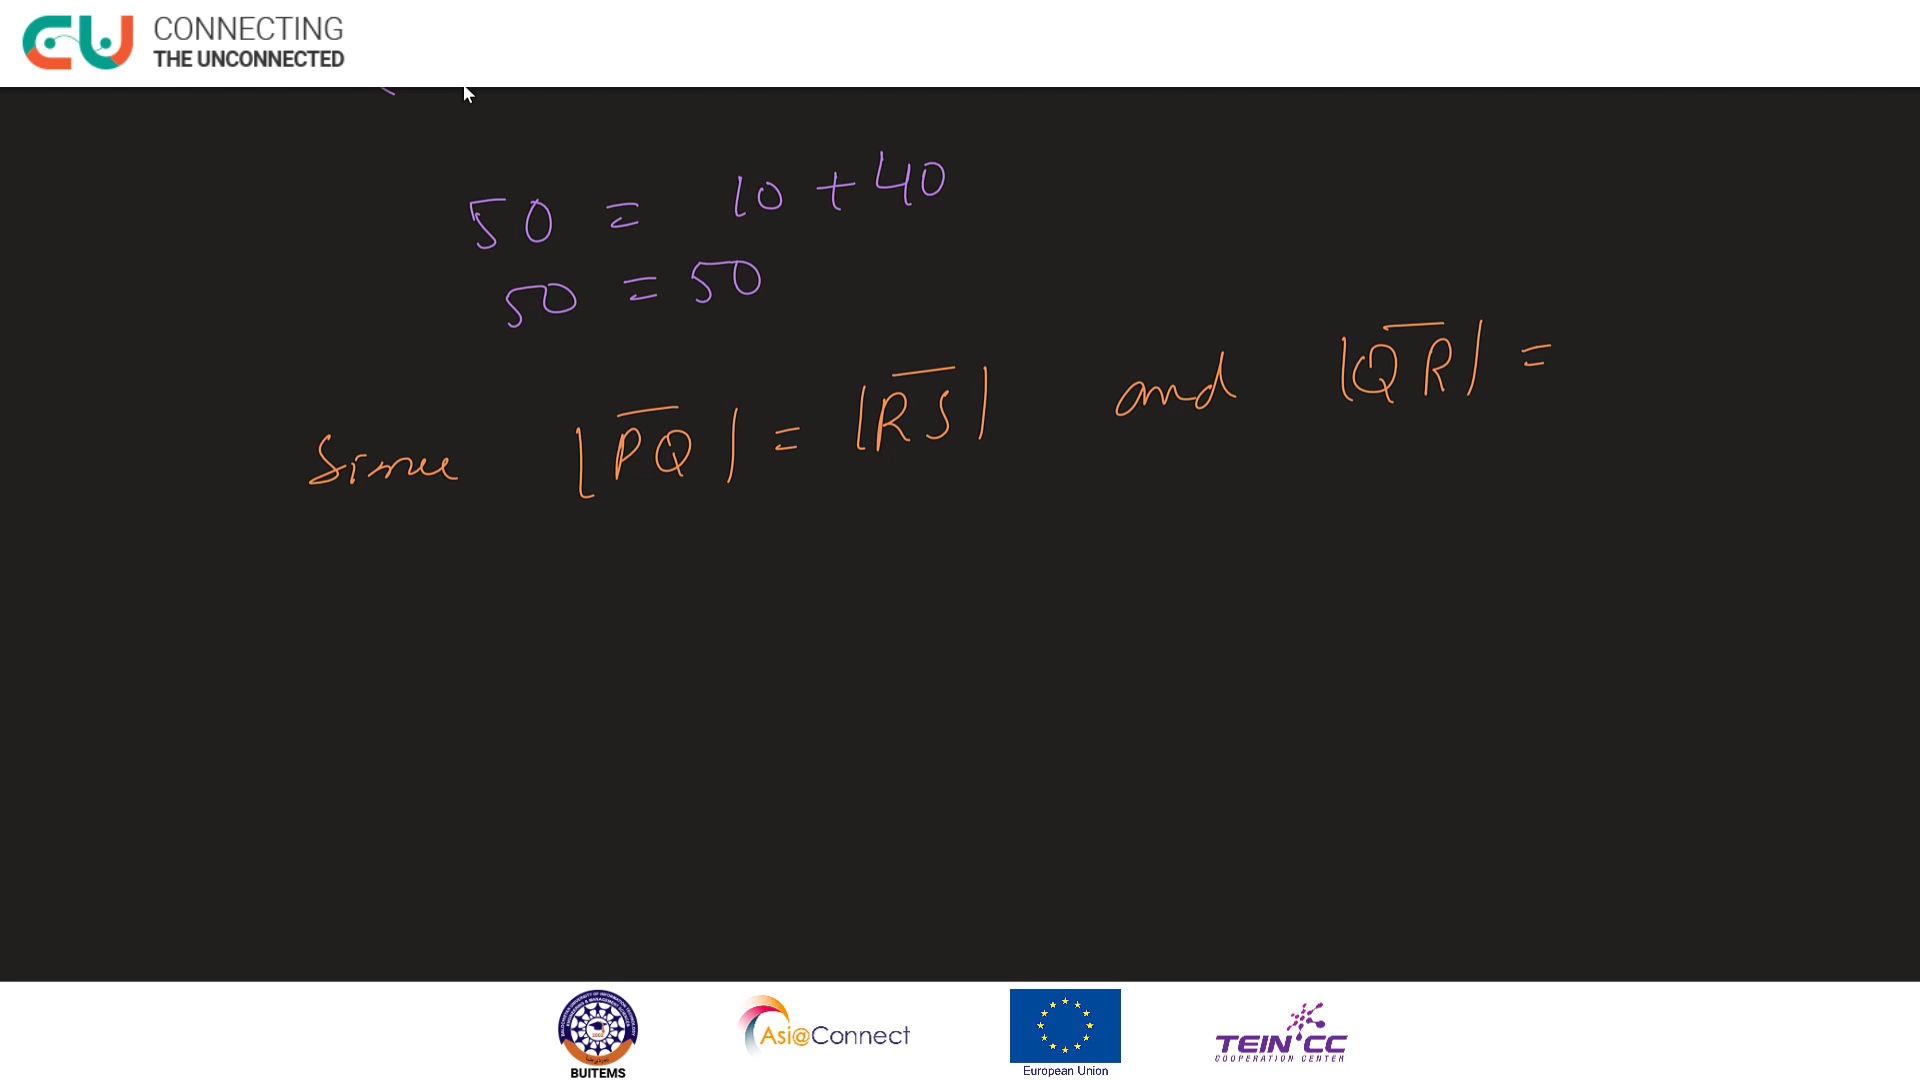 CONNECTING
THE UNCONNECTED
50 = 10 + 40
50 = 50
Since |PQ| = |RS| and |QR| =
BUITEMS
Asi@Connect
European Union
TEIN*CC
COOPERATION CENTER